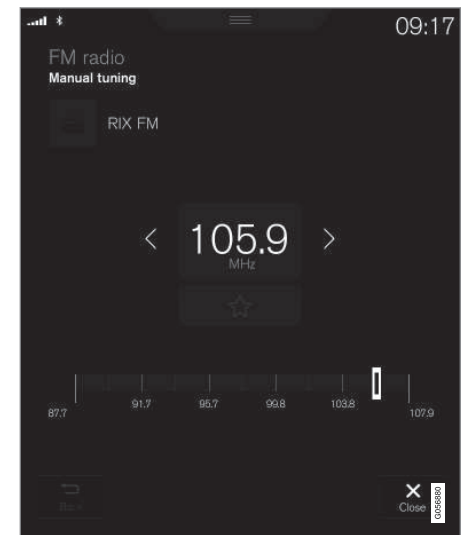 09:17
FM radio
Manual tuning
RIX FM
105.9
MHz
87.7 91.7 95.7 99.8 103.8 107.9
Back
Close
G056880